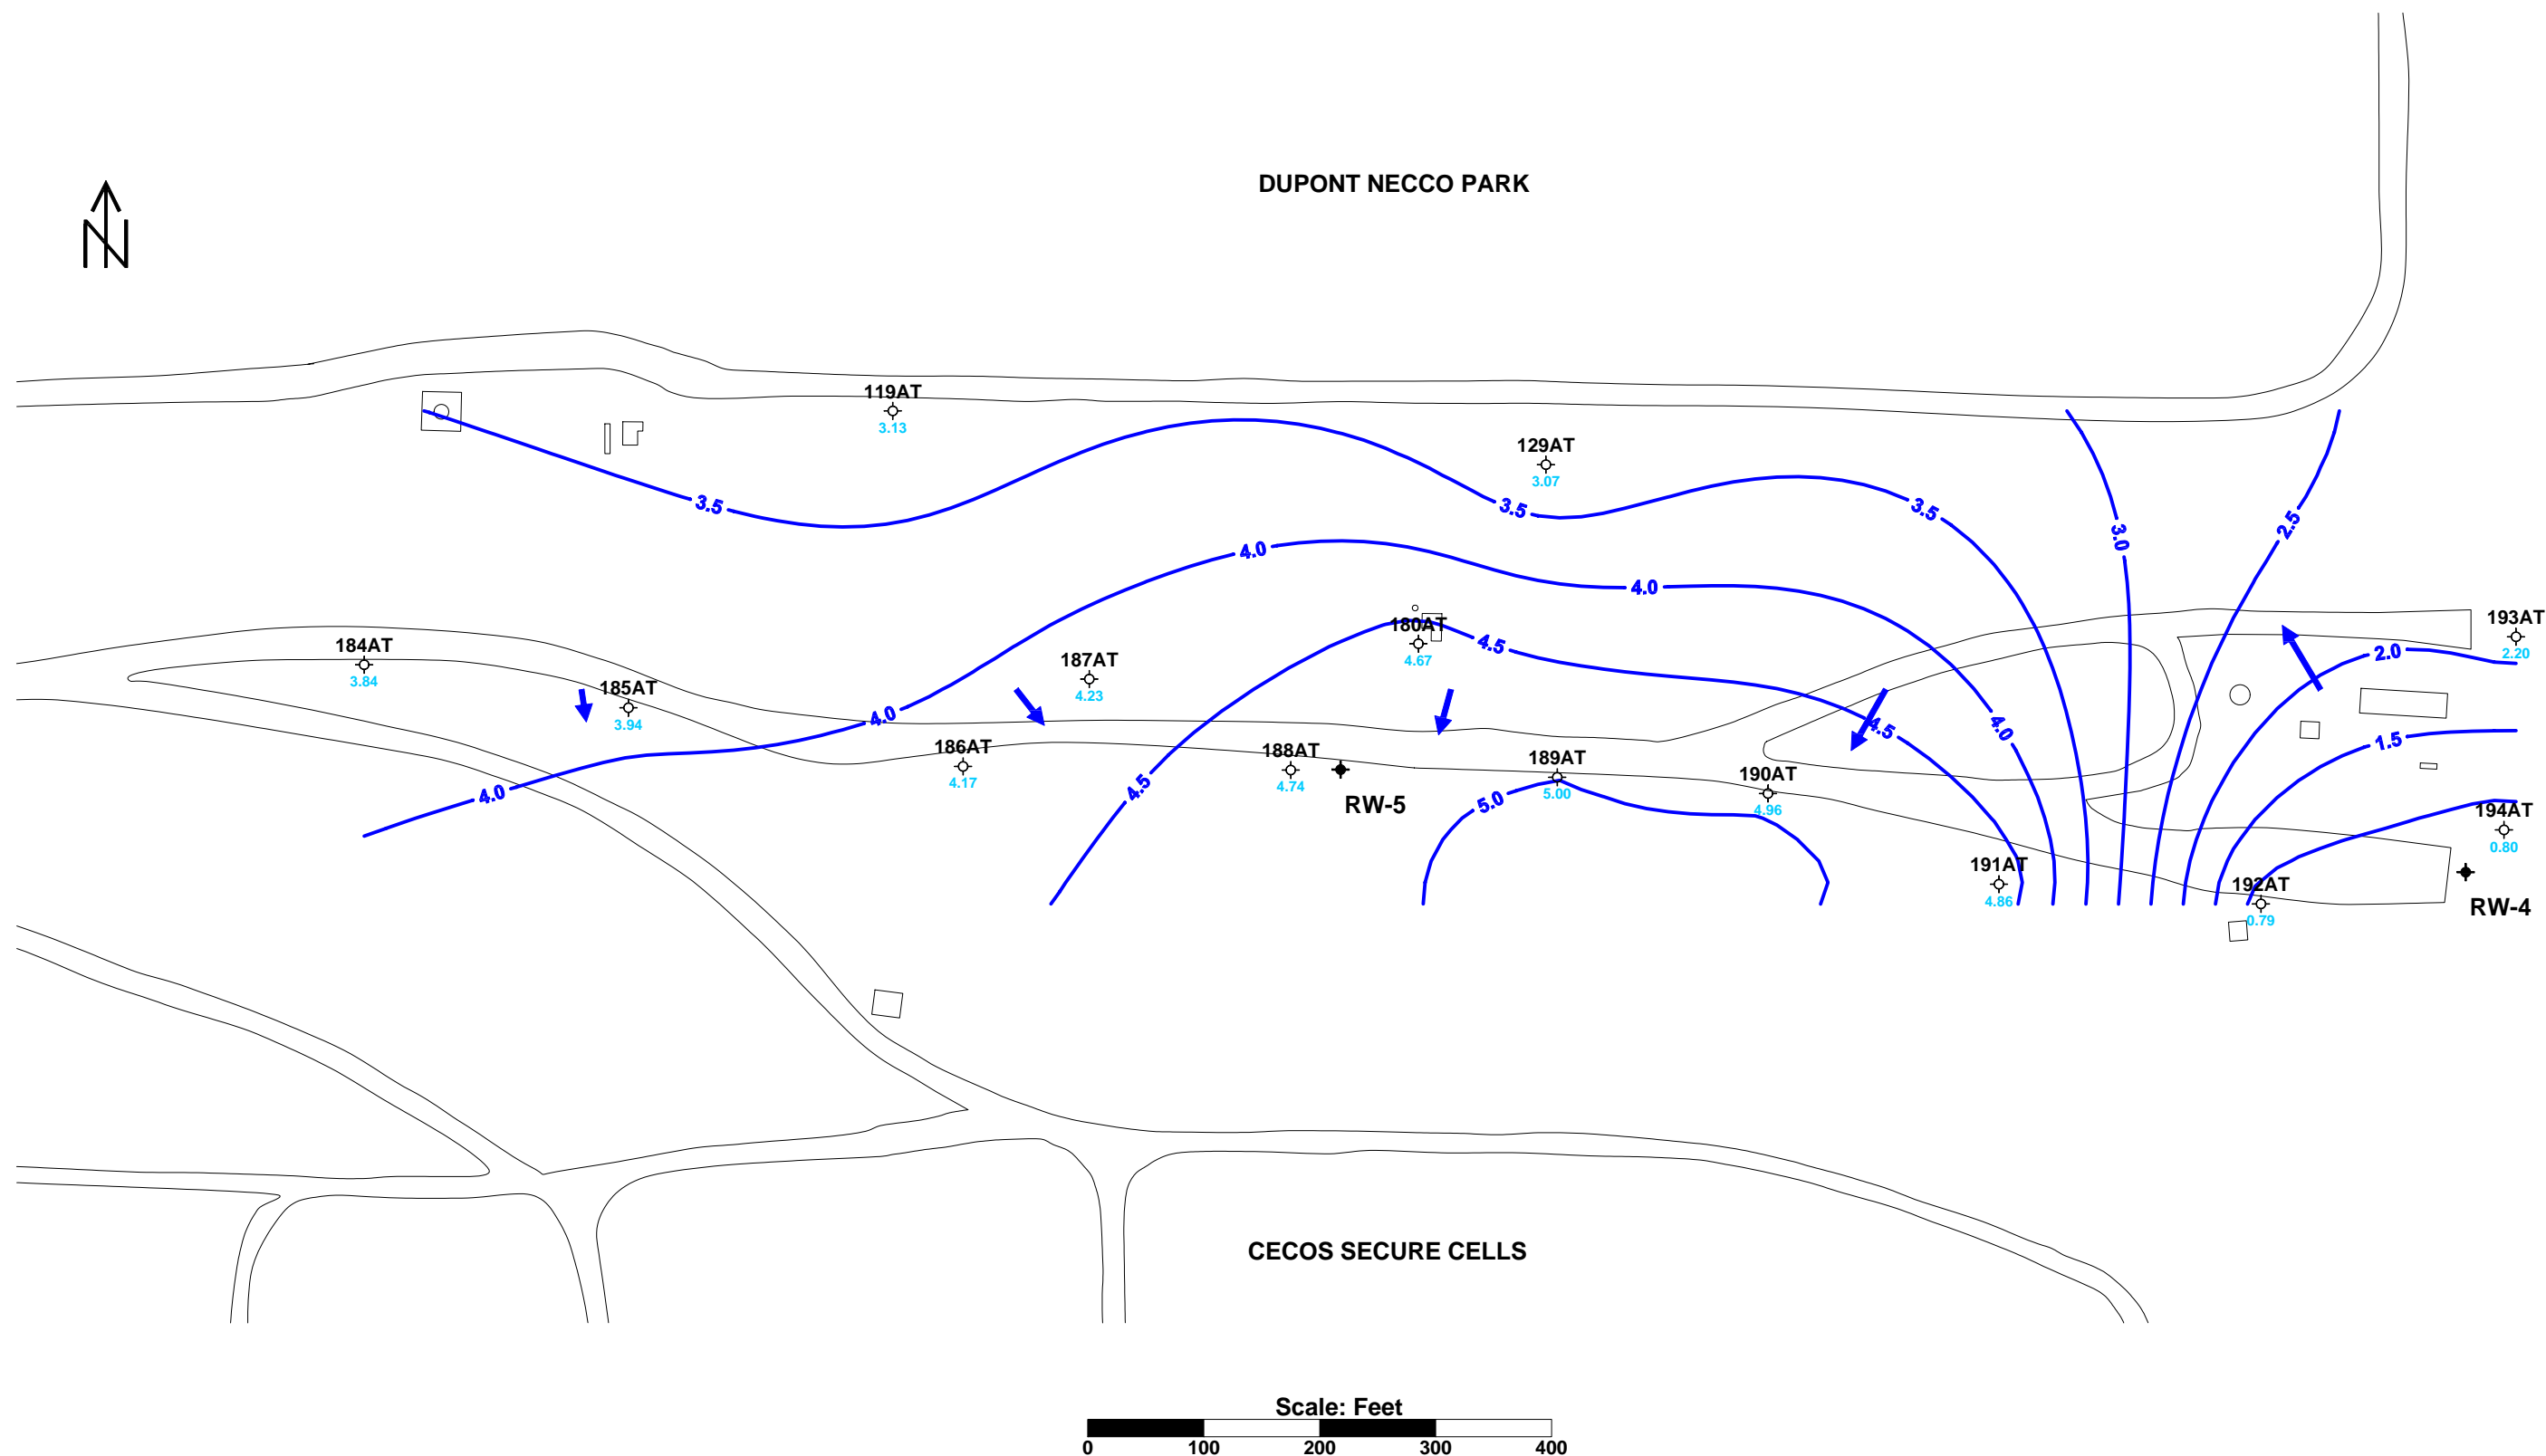 DUPONT NECCO PARK
N
119AT
3.13
129AT
3.07
3.5
3.5
3.5
3.0
2.5
4.0
4.0
184AT
3.84
185AT
3.94
187AT
4.23
180AT
4.67
4.5
193AT
2.20
2.0
4.0
186AT
4.17
188AT
4.74
RW-5
189AT
5.00
190AT
4.96
4.5
4.0
1.5
4.0
4.5
5.0
194AT
0.80
191AT
4.86
192AT
0.79
RW-4
CECOS SECURE CELLS
Scale: Feet
0 100 200 300 400